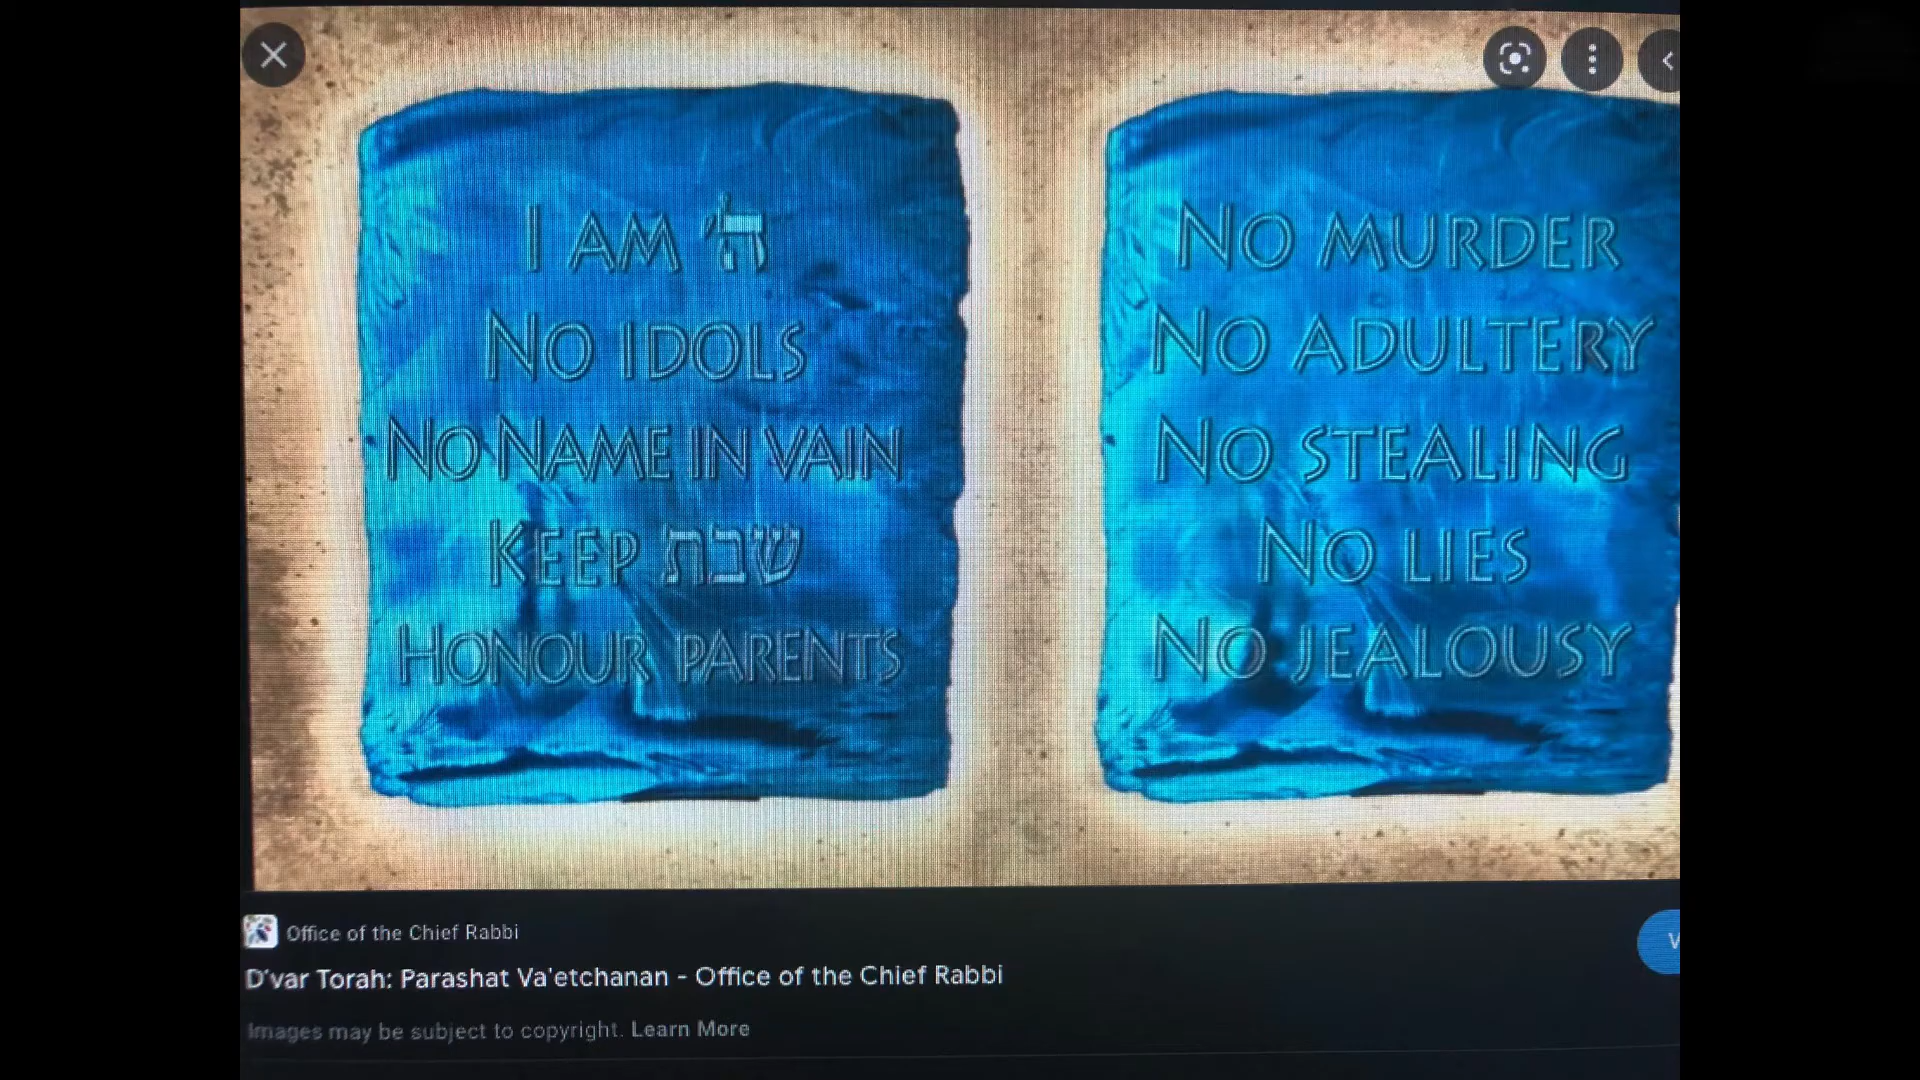 I AM ה׳
NO IDOLS
NO NAME IN VAIN
KEEP שבת
HONOUR PARENTS
NO MURDER
NO ADULTERY
NO STEALING
NO LIES
NO JEALOUSY
Office of the Chief Rabbi
D'var Torah: Parashat Va'etchanan - Office of the Chief Rabbi
Images may be subject to copyright. Learn More